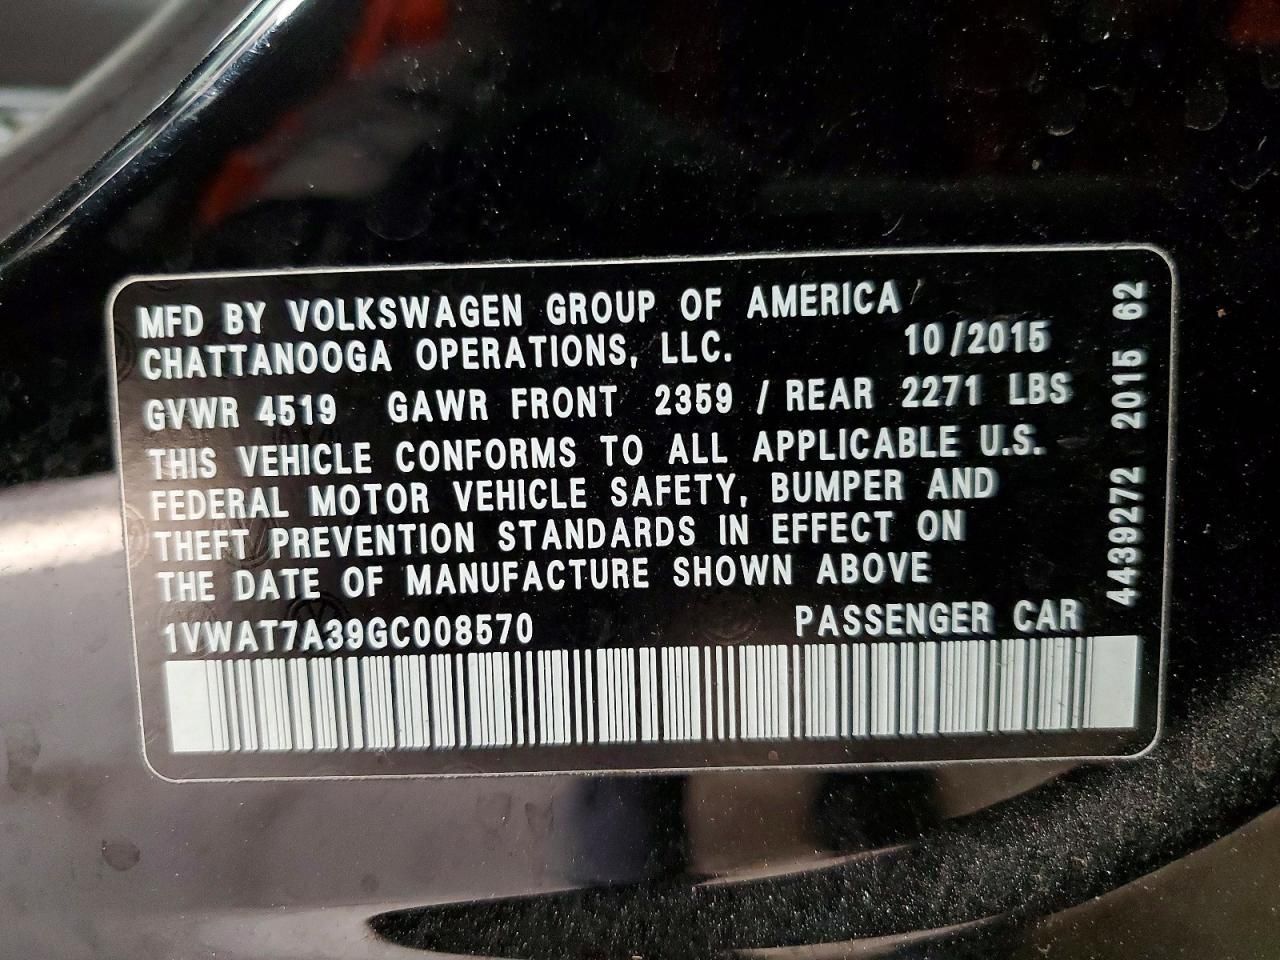 MFD BY VOLKSWAGEN GROUP OF AMERICA
CHATTANOOGA OPERATIONS, LLC. 10/2015
GVWR 4519 GAWR FRONT 2359 / REAR 2271 LBS
THIS VEHICLE CONFORMS TO ALL APPLICABLE U.S.
FEDERAL MOTOR VEHICLE SAFETY, BUMPER AND
THEFT PREVENTION STANDARDS IN EFFECT ON
THE DATE OF MANUFACTURE SHOWN ABOVE
1VWAT7A39GC008570 PASSENGER CAR
4439272 2015 62